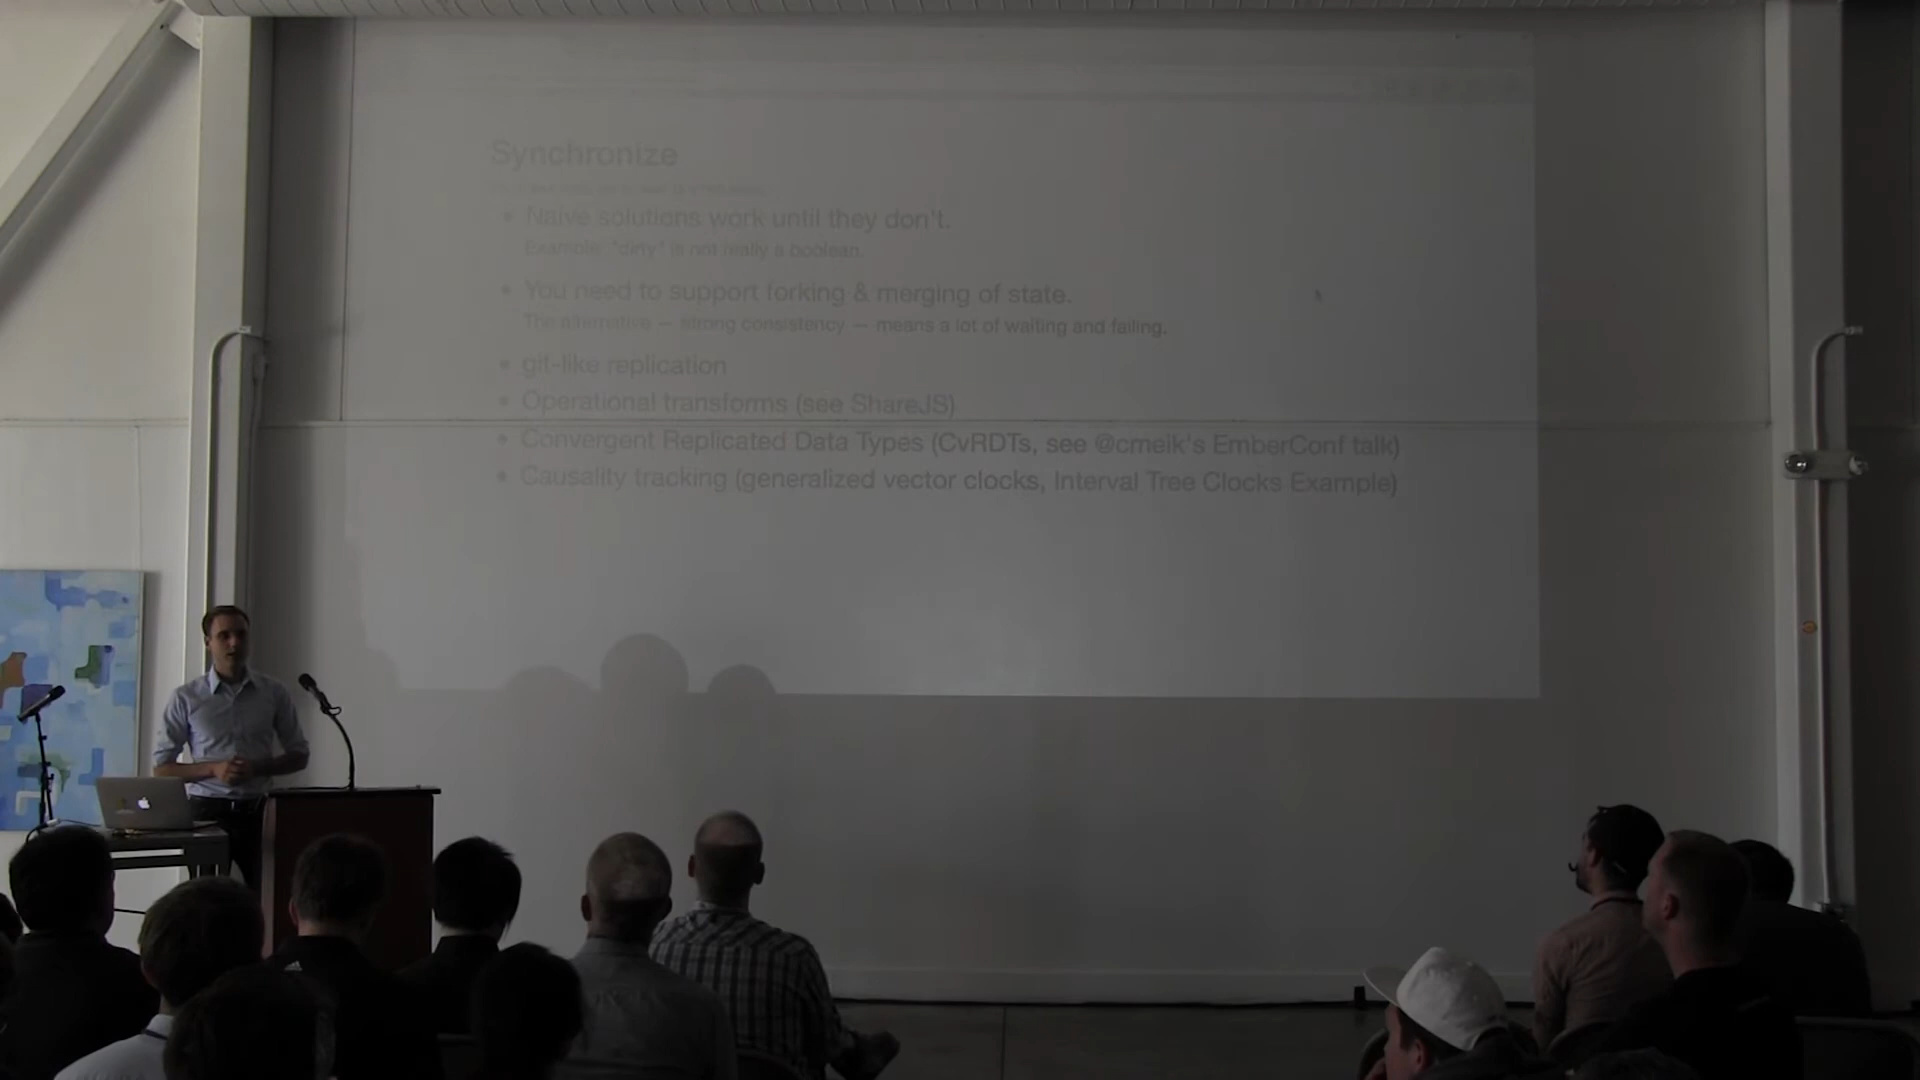 Synchronize
• Naive solutions work until they don't.
Example: "dirty" is not really a boolean.
• You need to support forking & merging of state.
The alternative — strong consistency — means a lot of waiting and failing.
• git-like replication
• Operational transforms (see ShareJS)
• Convergent Replicated Data Types (CvRDTs, see @cmeik's EmberConf talk)
• Causality tracking (generalized vector clocks, Interval Tree Clocks Example)